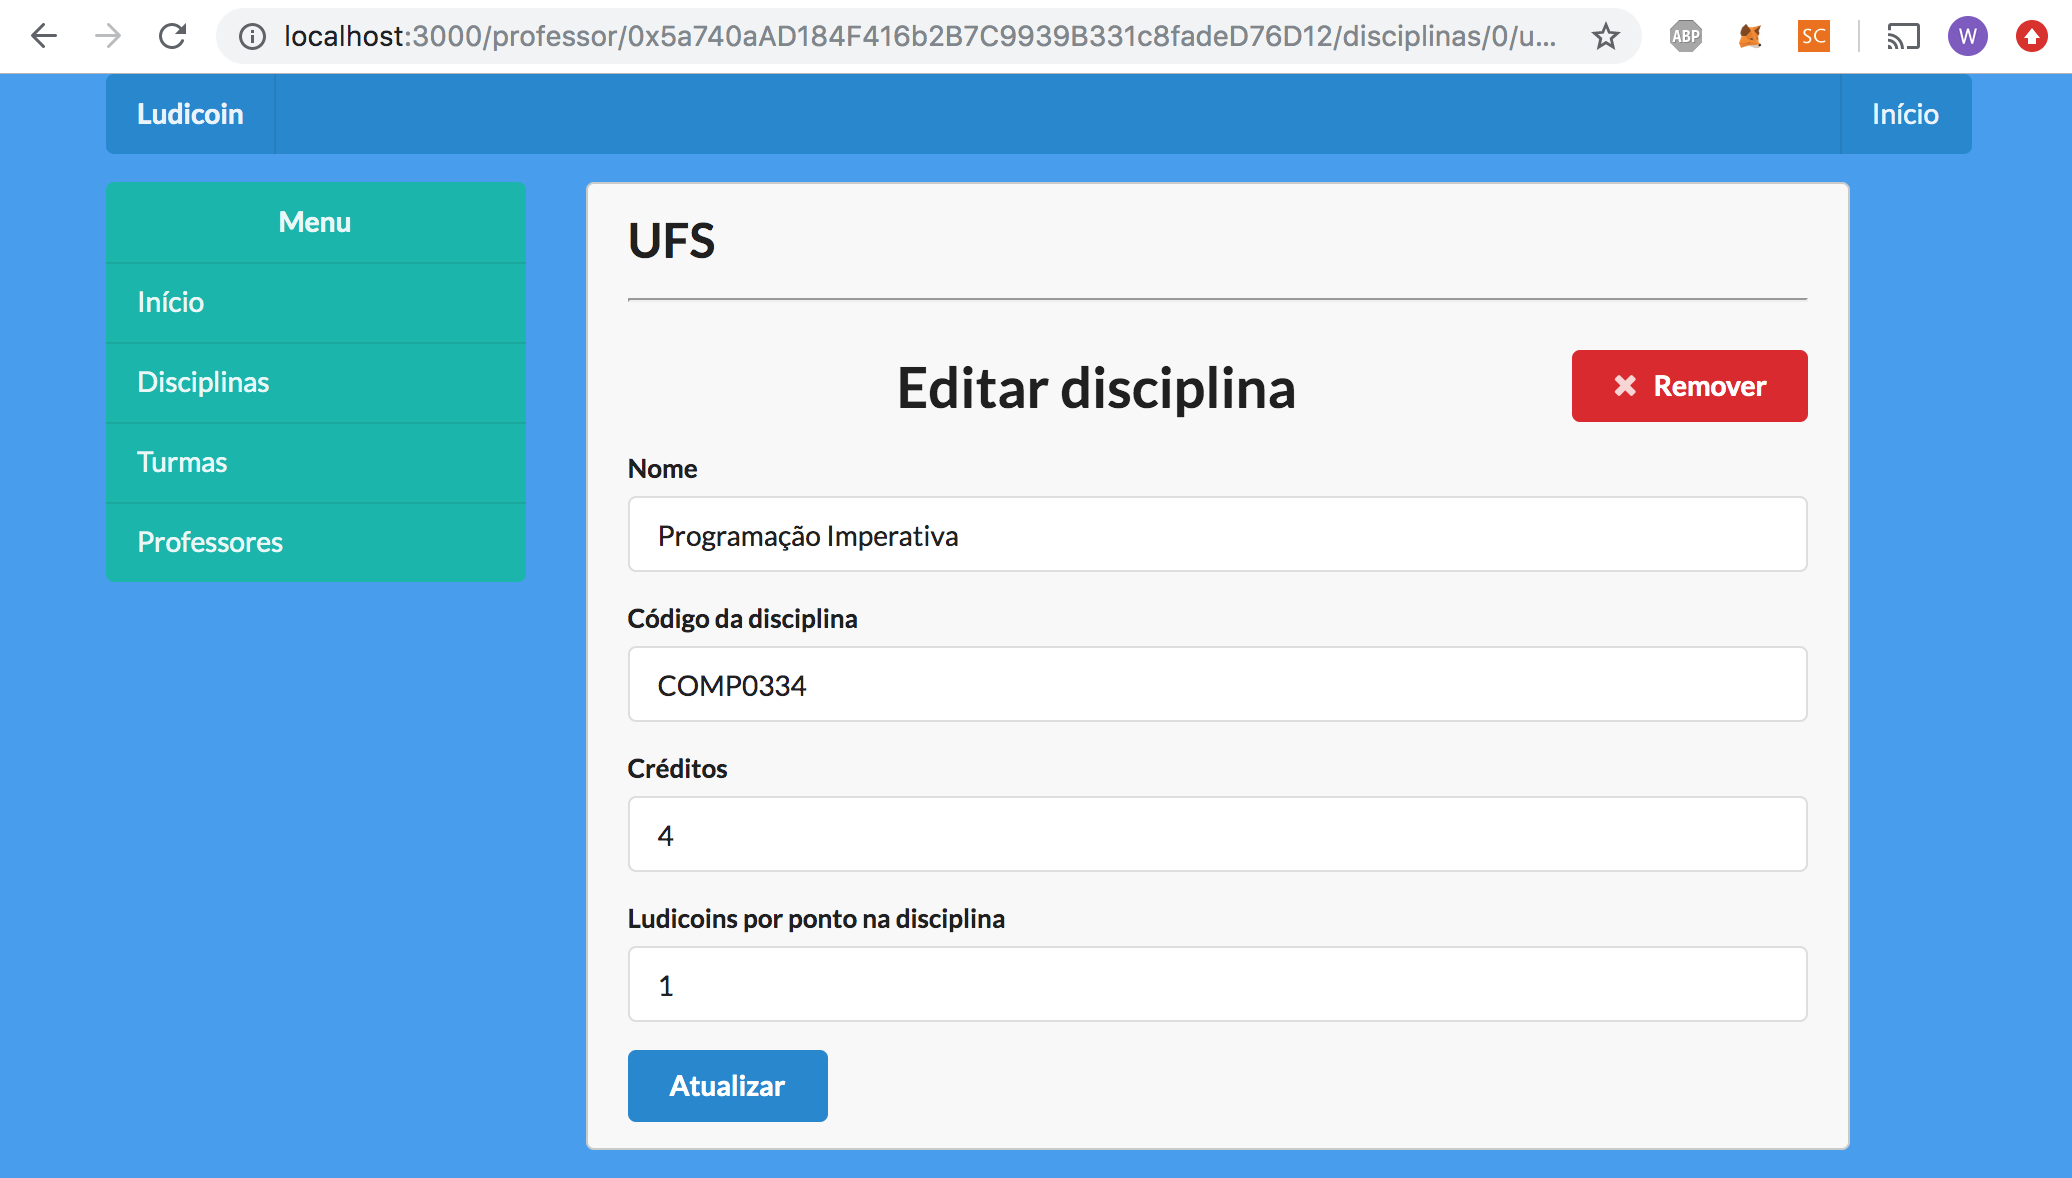 localhost:3000/professor/0x5a740aAD184F416b2B7C9939B331c8fadeD76D12/disciplinas/0/u...
ABP
SC
W
Ludicoin
Início
Menu
Início
Disciplinas
Turmas
Professores
UFS
Editar disciplina
Remover
Nome
Programação Imperativa
Código da disciplina
COMP0334
Créditos
4
Ludicoins por ponto na disciplina
1
Atualizar